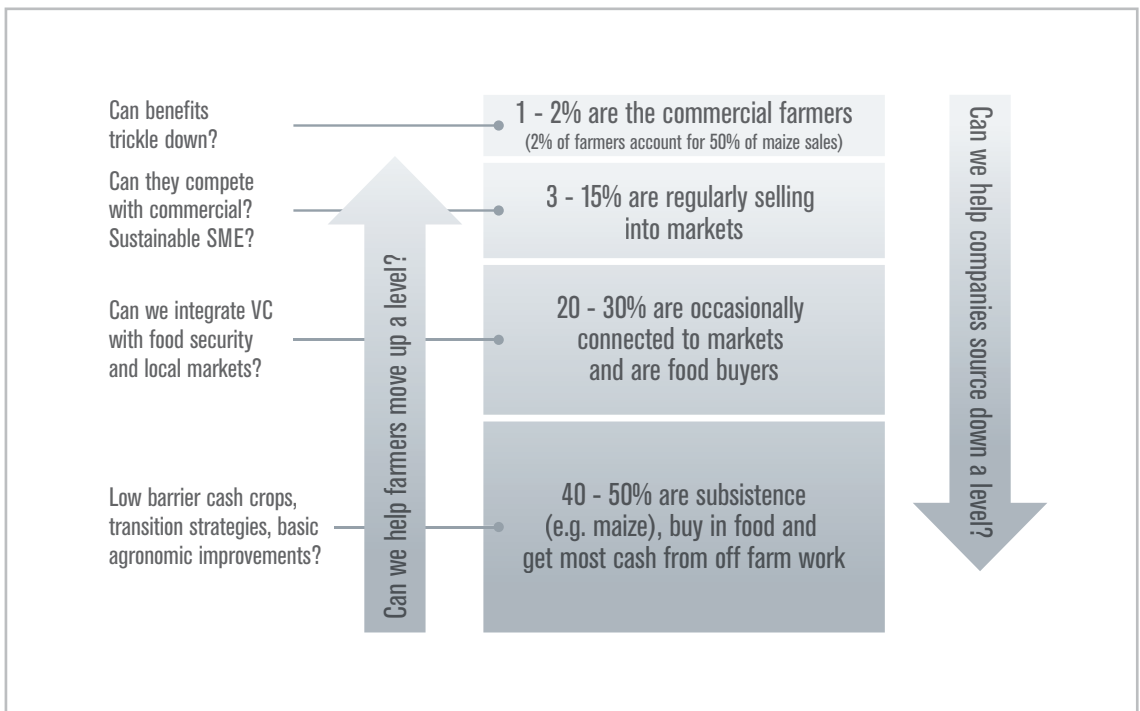 Can benefits
trickle down?
1 - 2% are the commercial farmers
(2% of farmers account for 50% of maize sales)
Can they compete
with commercial?
Sustainable SME?
3 - 15% are regularly selling
into markets
Can we integrate VC
with food security
and local markets?
20 - 30% are occasionally
connected to markets
and are food buyers
Low barrier cash crops,
transition strategies, basic
agronomic improvements?
40 - 50% are subsistence
(e.g. maize), buy in food and
get most cash from off farm work
Can we help farmers move up a level?
Can we help companies source down a level?